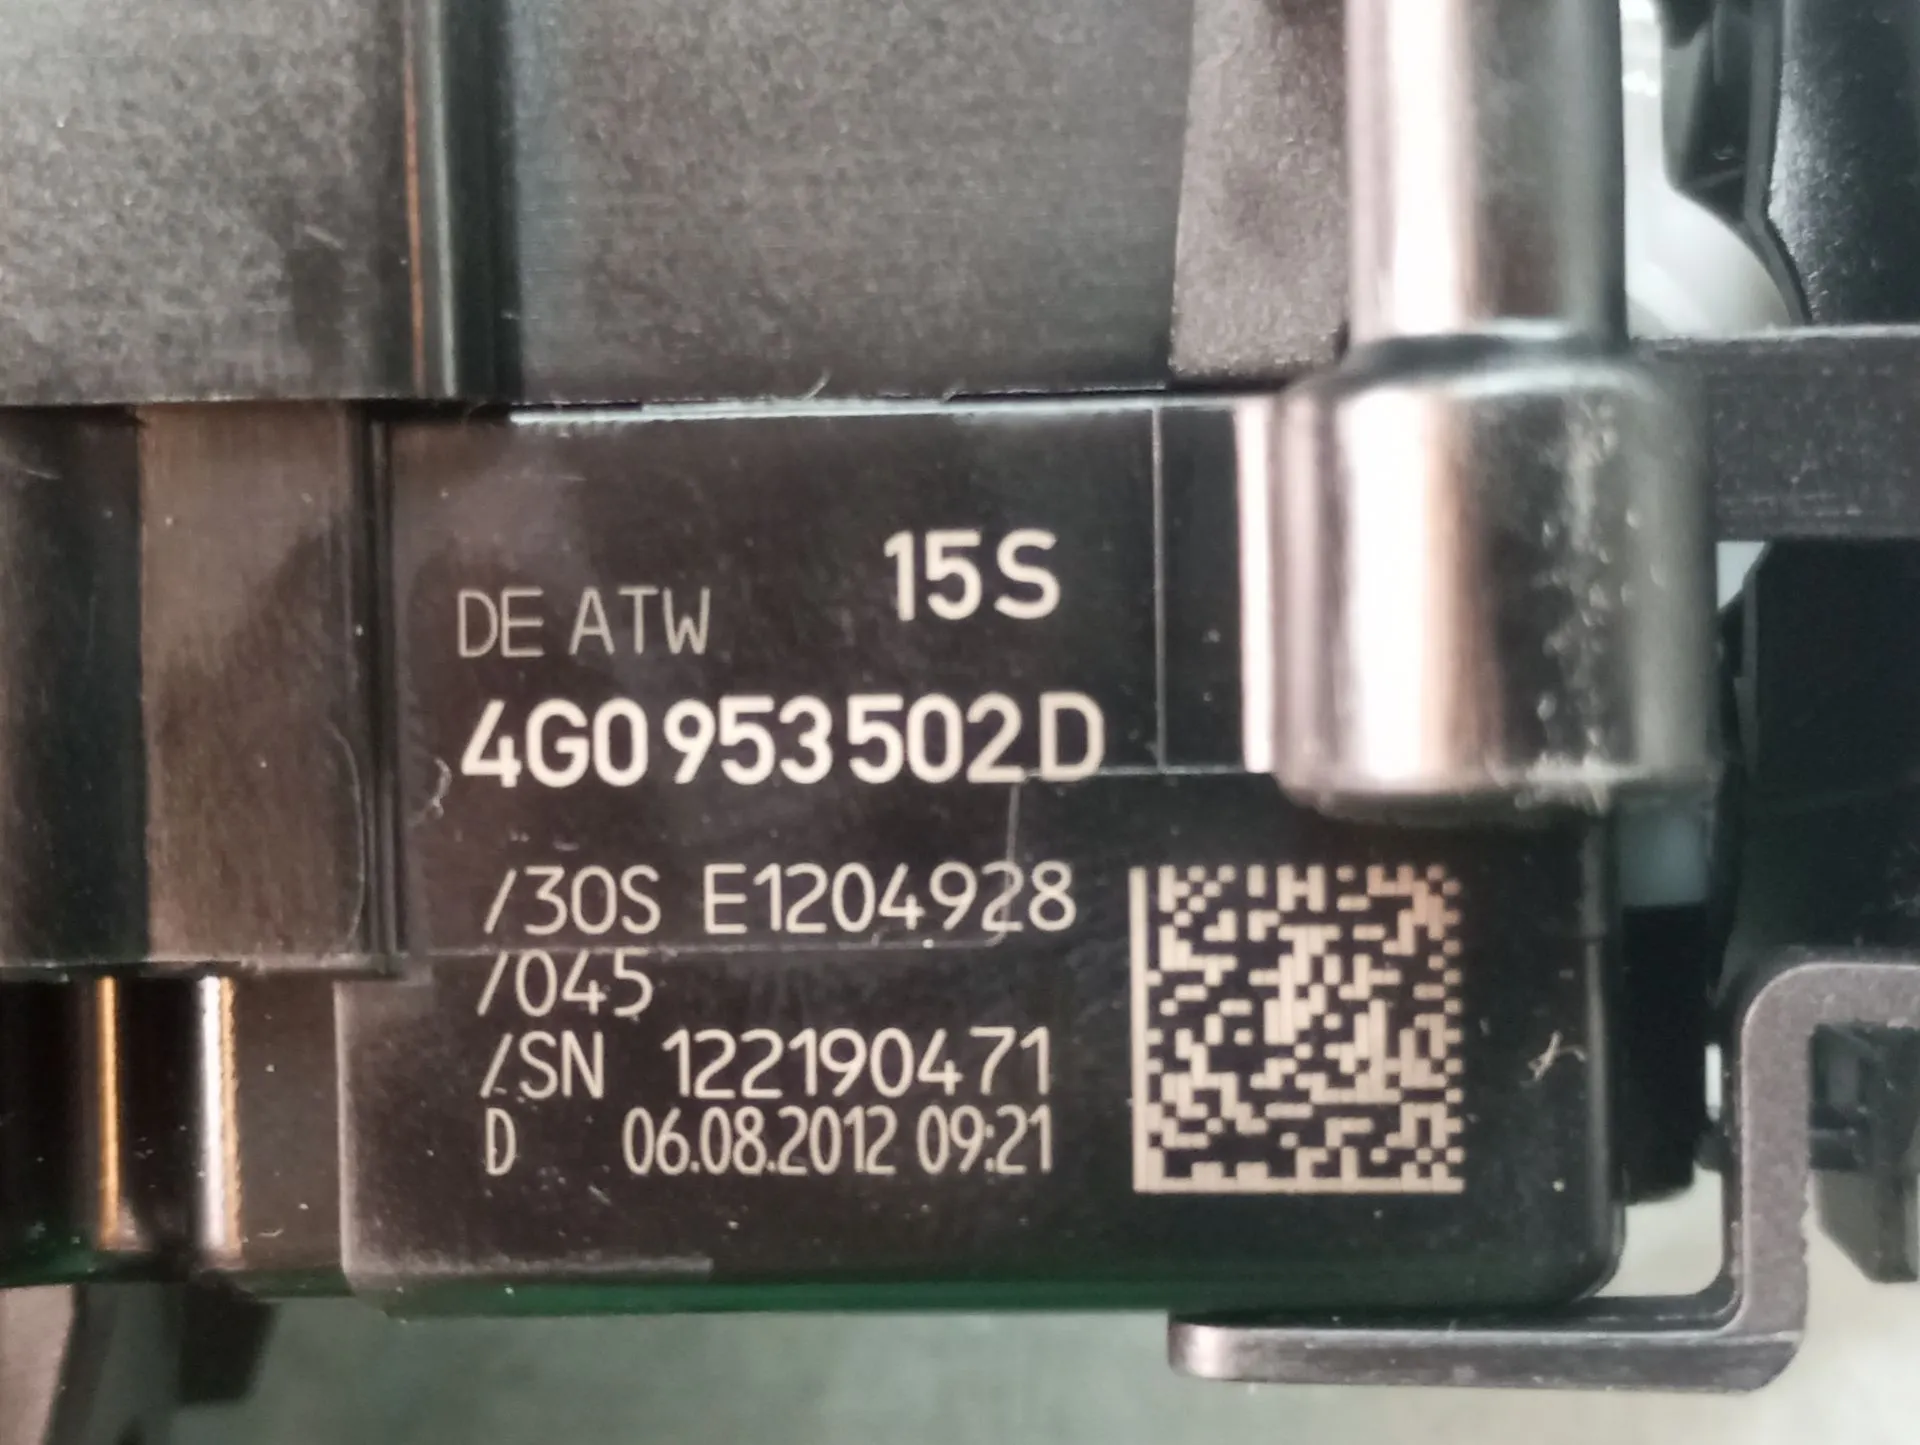 15S
DE ATW
4G0 953 502 D
/30S E1204928
/045
/SN 122190471
D 06.08.2012 09:21